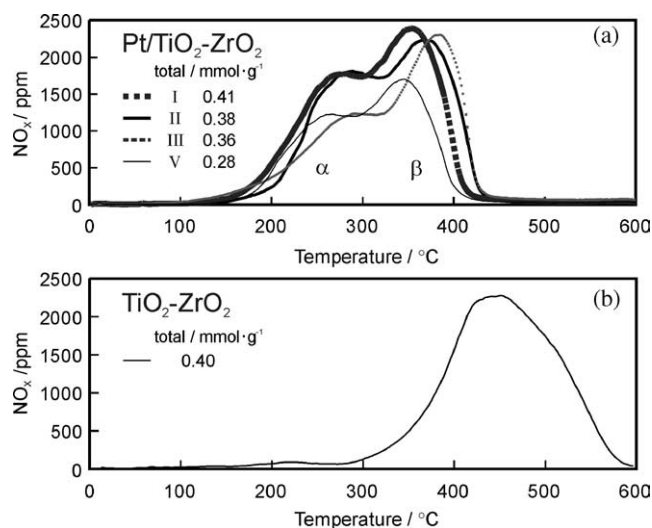 (a)
Pt/TiO₂-ZrO₂
total / mmol·g⁻¹
I 0.41
II 0.38
III 0.36
V 0.28
α
β
NOₓ / ppm
2500
2000
1500
1000
500
0
0 100 200 300 400 500 600
Temperature / °C
(b)
TiO₂-ZrO₂
total / mmol·g⁻¹
0.40
NOₓ /ppm
2500
2000
1500
1000
500
0
0 100 200 300 400 500 600
Temperature / °C